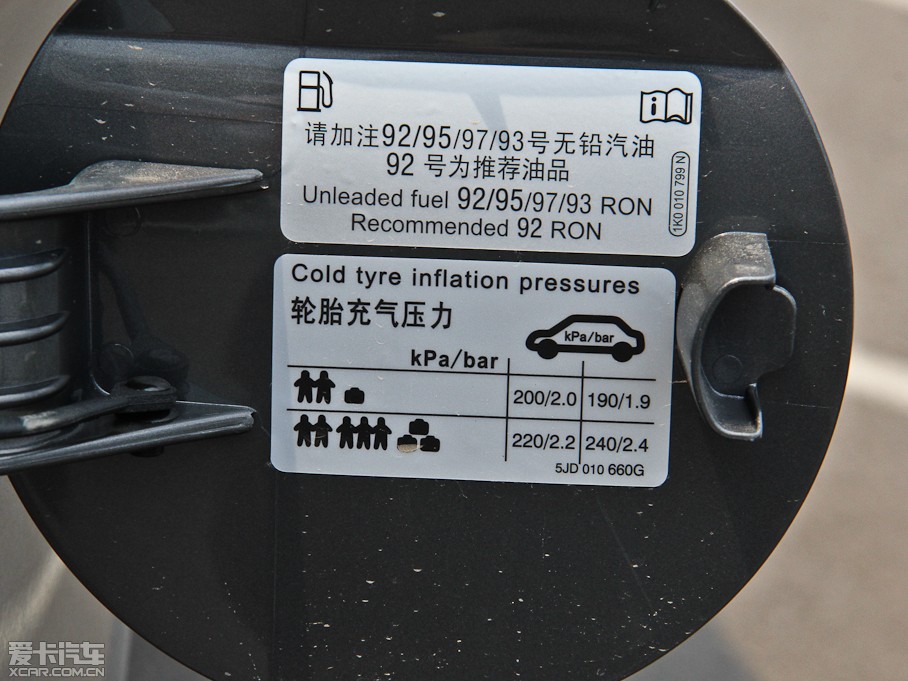 请加注92/95/97/93号无铅汽油
92 号为推荐油品
Unleaded fuel 92/95/97/93 RON
Recommended 92 RON
1K0 010 799 N
Cold tyre inflation pressures
轮胎充气压力
kPa/bar
kPa/bar
200/2.0 190/1.9
220/2.2 240/2.4
5JD 010 660G
爱卡汽车
XCAR.COM.CN